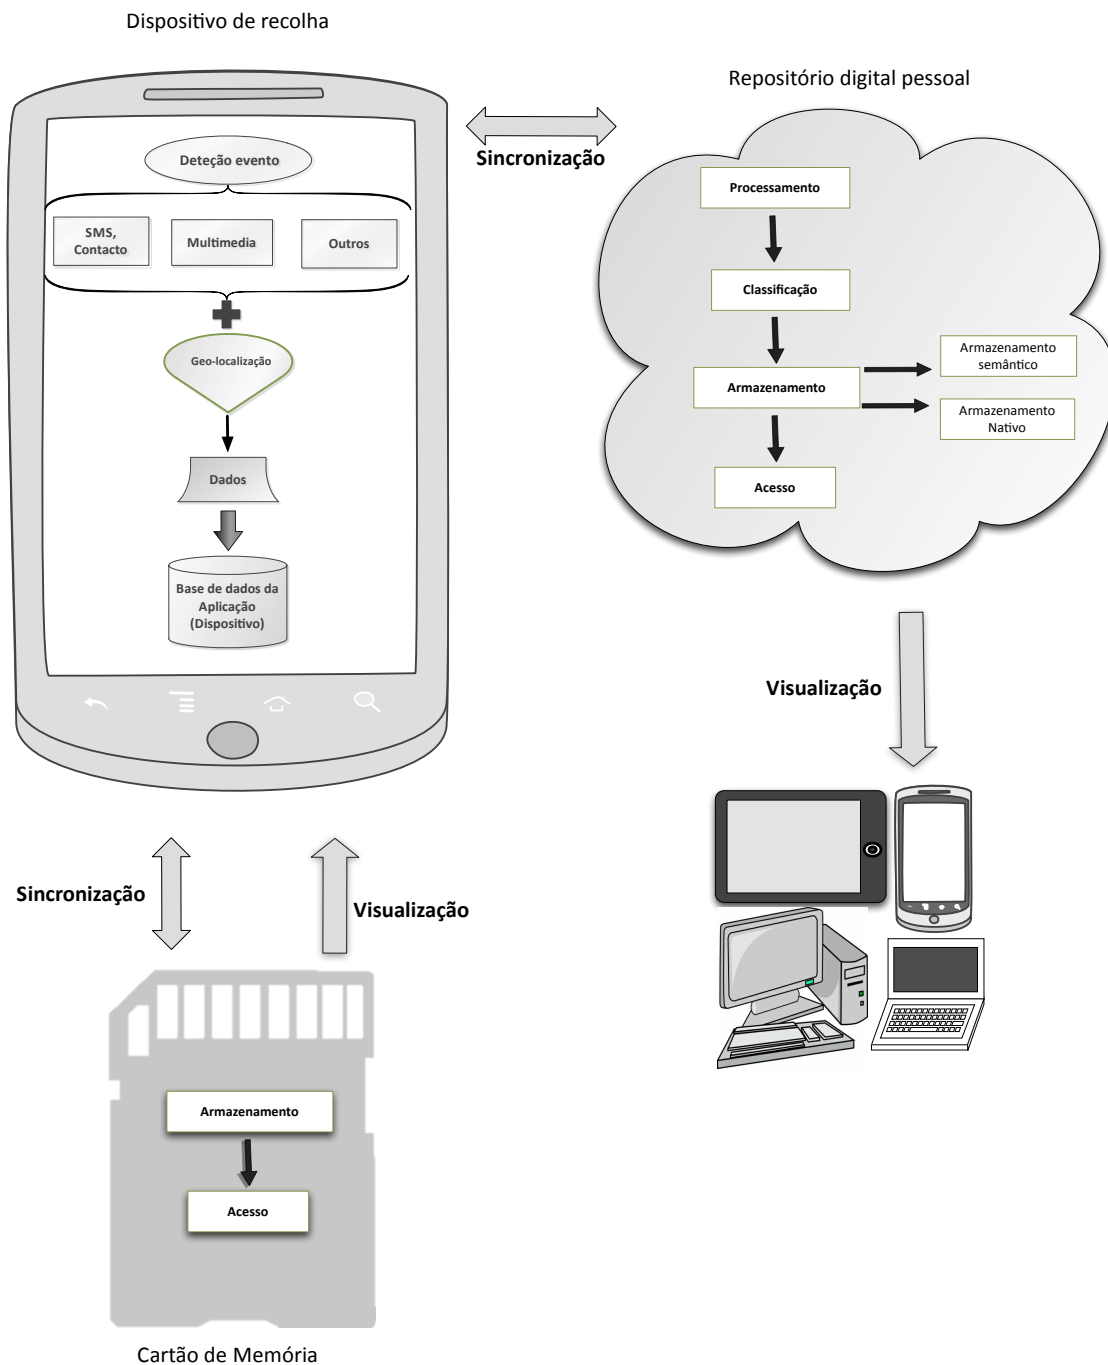 Dispositivo de recolha
Deteção evento
SMS,
Contacto
Multimedia
Outros
Geo-localização
Dados
Base de dados da
Aplicação
(Dispositivo)
Sincronização
Repositório digital pessoal
Processamento
Classificação
Armazenamento
Armazenamento
semântico
Armazenamento
Nativo
Acesso
Visualização
Sincronização
Visualização
Armazenamento
Acesso
Cartão de Memória